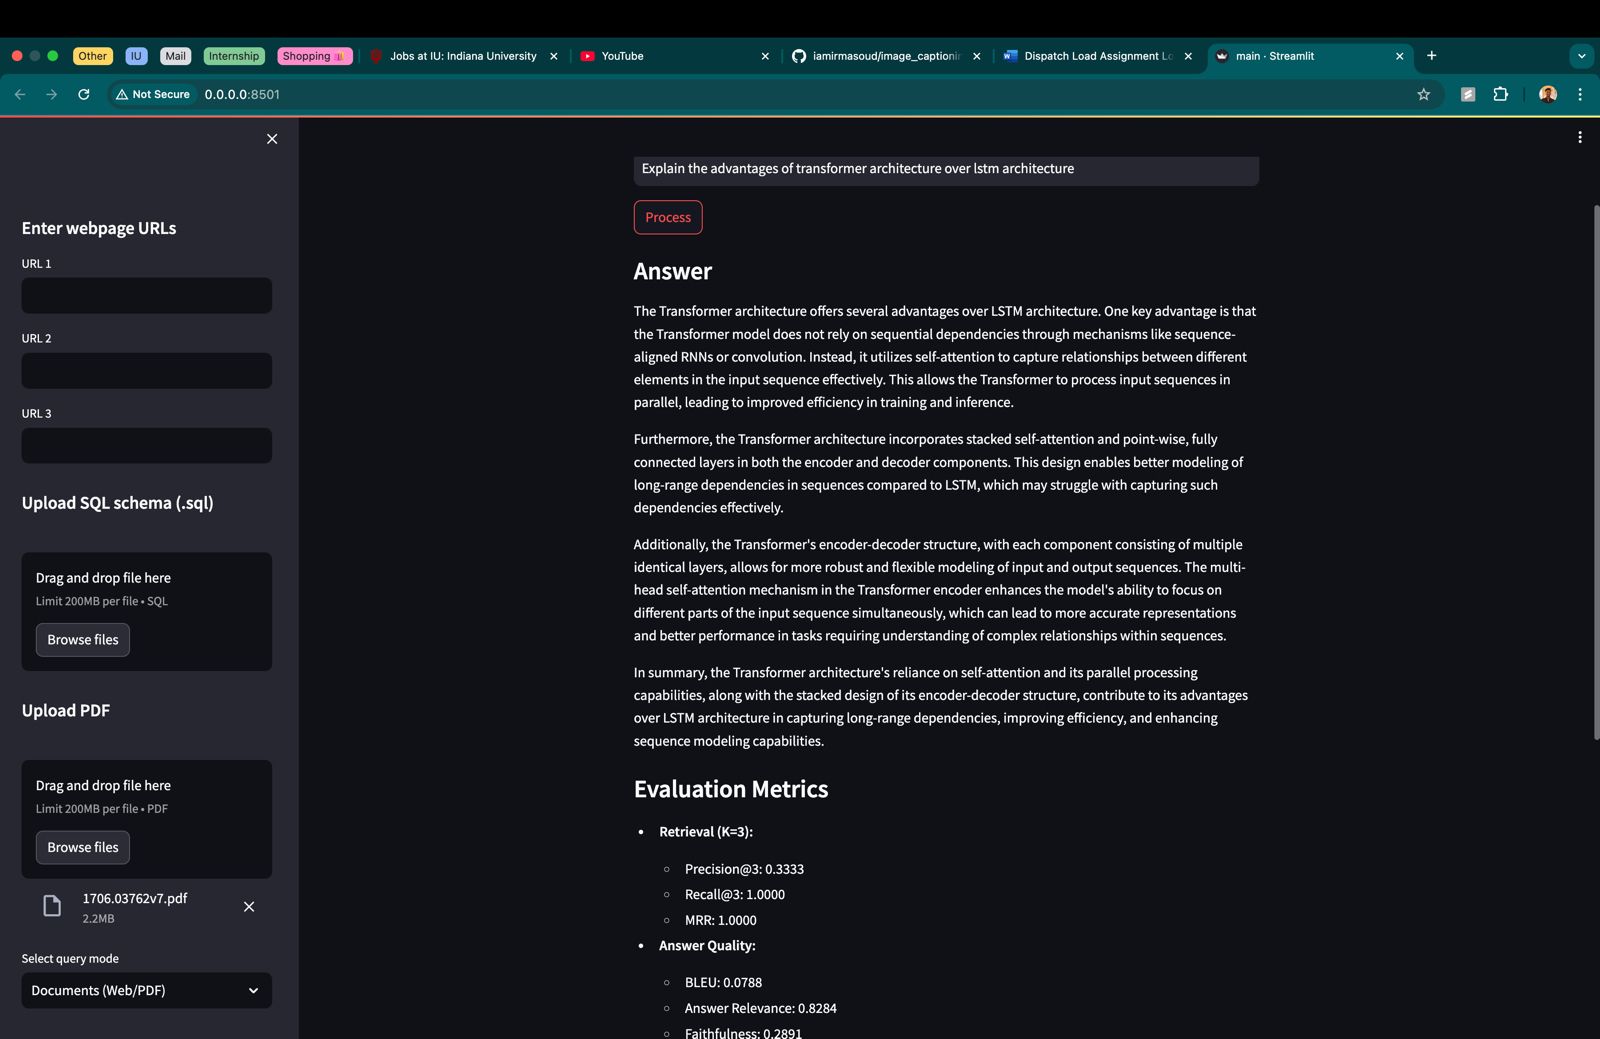 Other
IU
Mail
Internship
Shopping 🛍️
Jobs at IU: Indiana University
YouTube
iamirmasoud/image_captionin
Dispatch Load Assignment Lo
main · Streamlit
Not Secure
0.0.0.0:8501
Enter webpage URLs
URL 1
URL 2
URL 3
Upload SQL schema (.sql)
Drag and drop file here
Limit 200MB per file • SQL
Browse files
Upload PDF
Drag and drop file here
Limit 200MB per file • PDF
Browse files
1706.03762v7.pdf
2.2MB
Select query mode
Documents (Web/PDF)
Explain the advantages of transformer architecture over lstm architecture
Process
Answer
The Transformer architecture offers several advantages over LSTM architecture. One key advantage is that
the Transformer model does not rely on sequential dependencies through mechanisms like sequence-
aligned RNNs or convolution. Instead, it utilizes self-attention to capture relationships between different
elements in the input sequence effectively. This allows the Transformer to process input sequences in
parallel, leading to improved efficiency in training and inference.
Furthermore, the Transformer architecture incorporates stacked self-attention and point-wise, fully
connected layers in both the encoder and decoder components. This design enables better modeling of
long-range dependencies in sequences compared to LSTM, which may struggle with capturing such
dependencies effectively.
Additionally, the Transformer's encoder-decoder structure, with each component consisting of multiple
identical layers, allows for more robust and flexible modeling of input and output sequences. The multi-
head self-attention mechanism in the Transformer encoder enhances the model's ability to focus on
different parts of the input sequence simultaneously, which can lead to more accurate representations
and better performance in tasks requiring understanding of complex relationships within sequences.
In summary, the Transformer architecture's reliance on self-attention and its parallel processing
capabilities, along with the stacked design of its encoder-decoder structure, contribute to its advantages
over LSTM architecture in capturing long-range dependencies, improving efficiency, and enhancing
sequence modeling capabilities.
Evaluation Metrics
• Retrieval (K=3):
◦ Precision@3: 0.3333
◦ Recall@3: 1.0000
◦ MRR: 1.0000
• Answer Quality:
◦ BLEU: 0.0788
◦ Answer Relevance: 0.8284
◦ Faithfulness: 0.2891